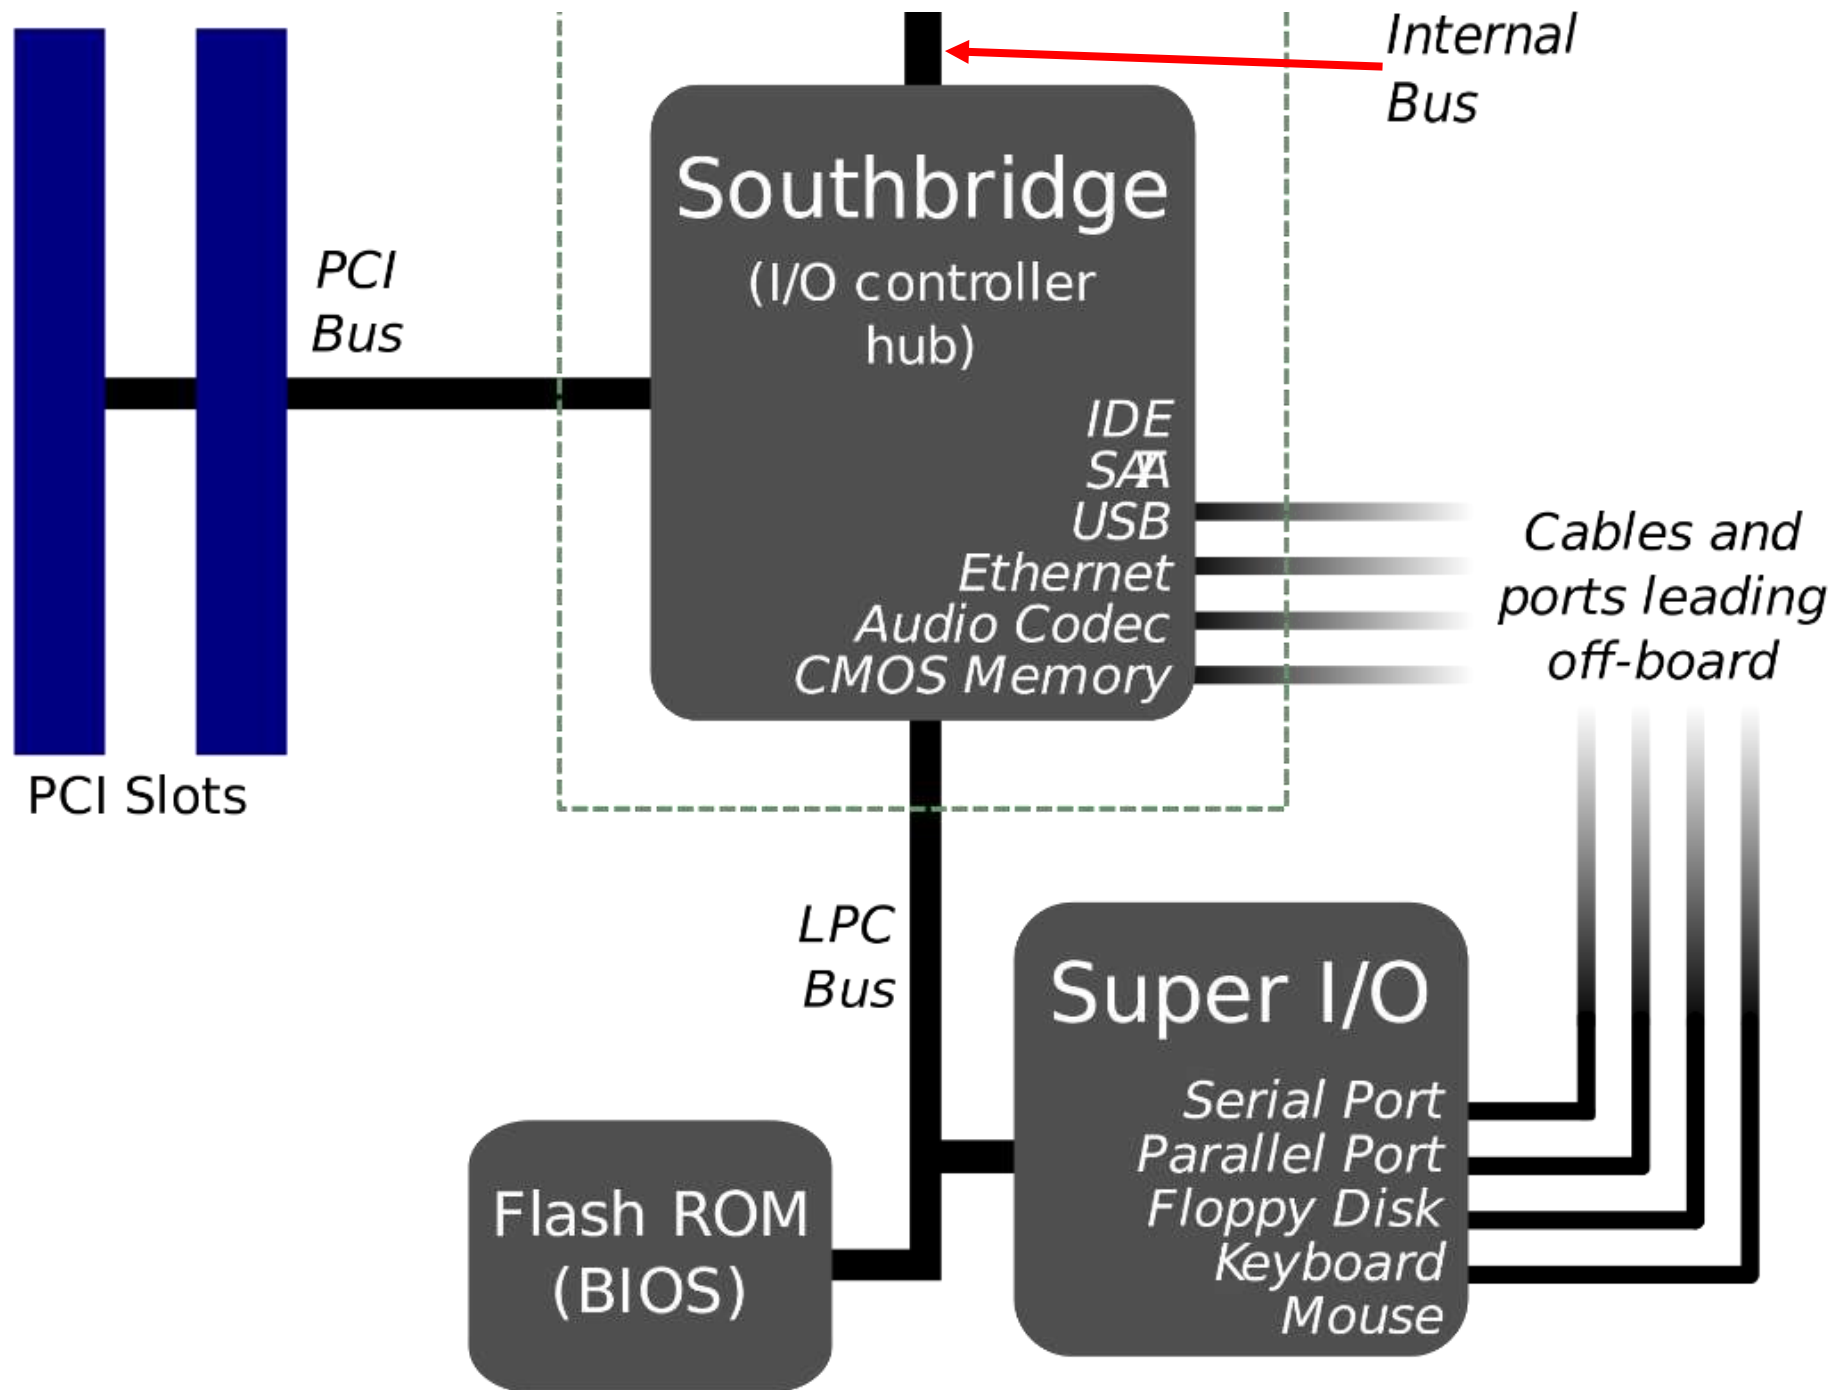 Internal
Bus
Southbridge
(I/O controller
hub)
PCI
Bus
IDE
SATA
USB
Ethernet
Audio Codec
CMOS Memory
Cables and
ports leading
off-board
PCI Slots
LPC
Bus
Super I/O
Serial Port
Parallel Port
Floppy Disk
Keyboard
Mouse
Flash ROM
(BIOS)